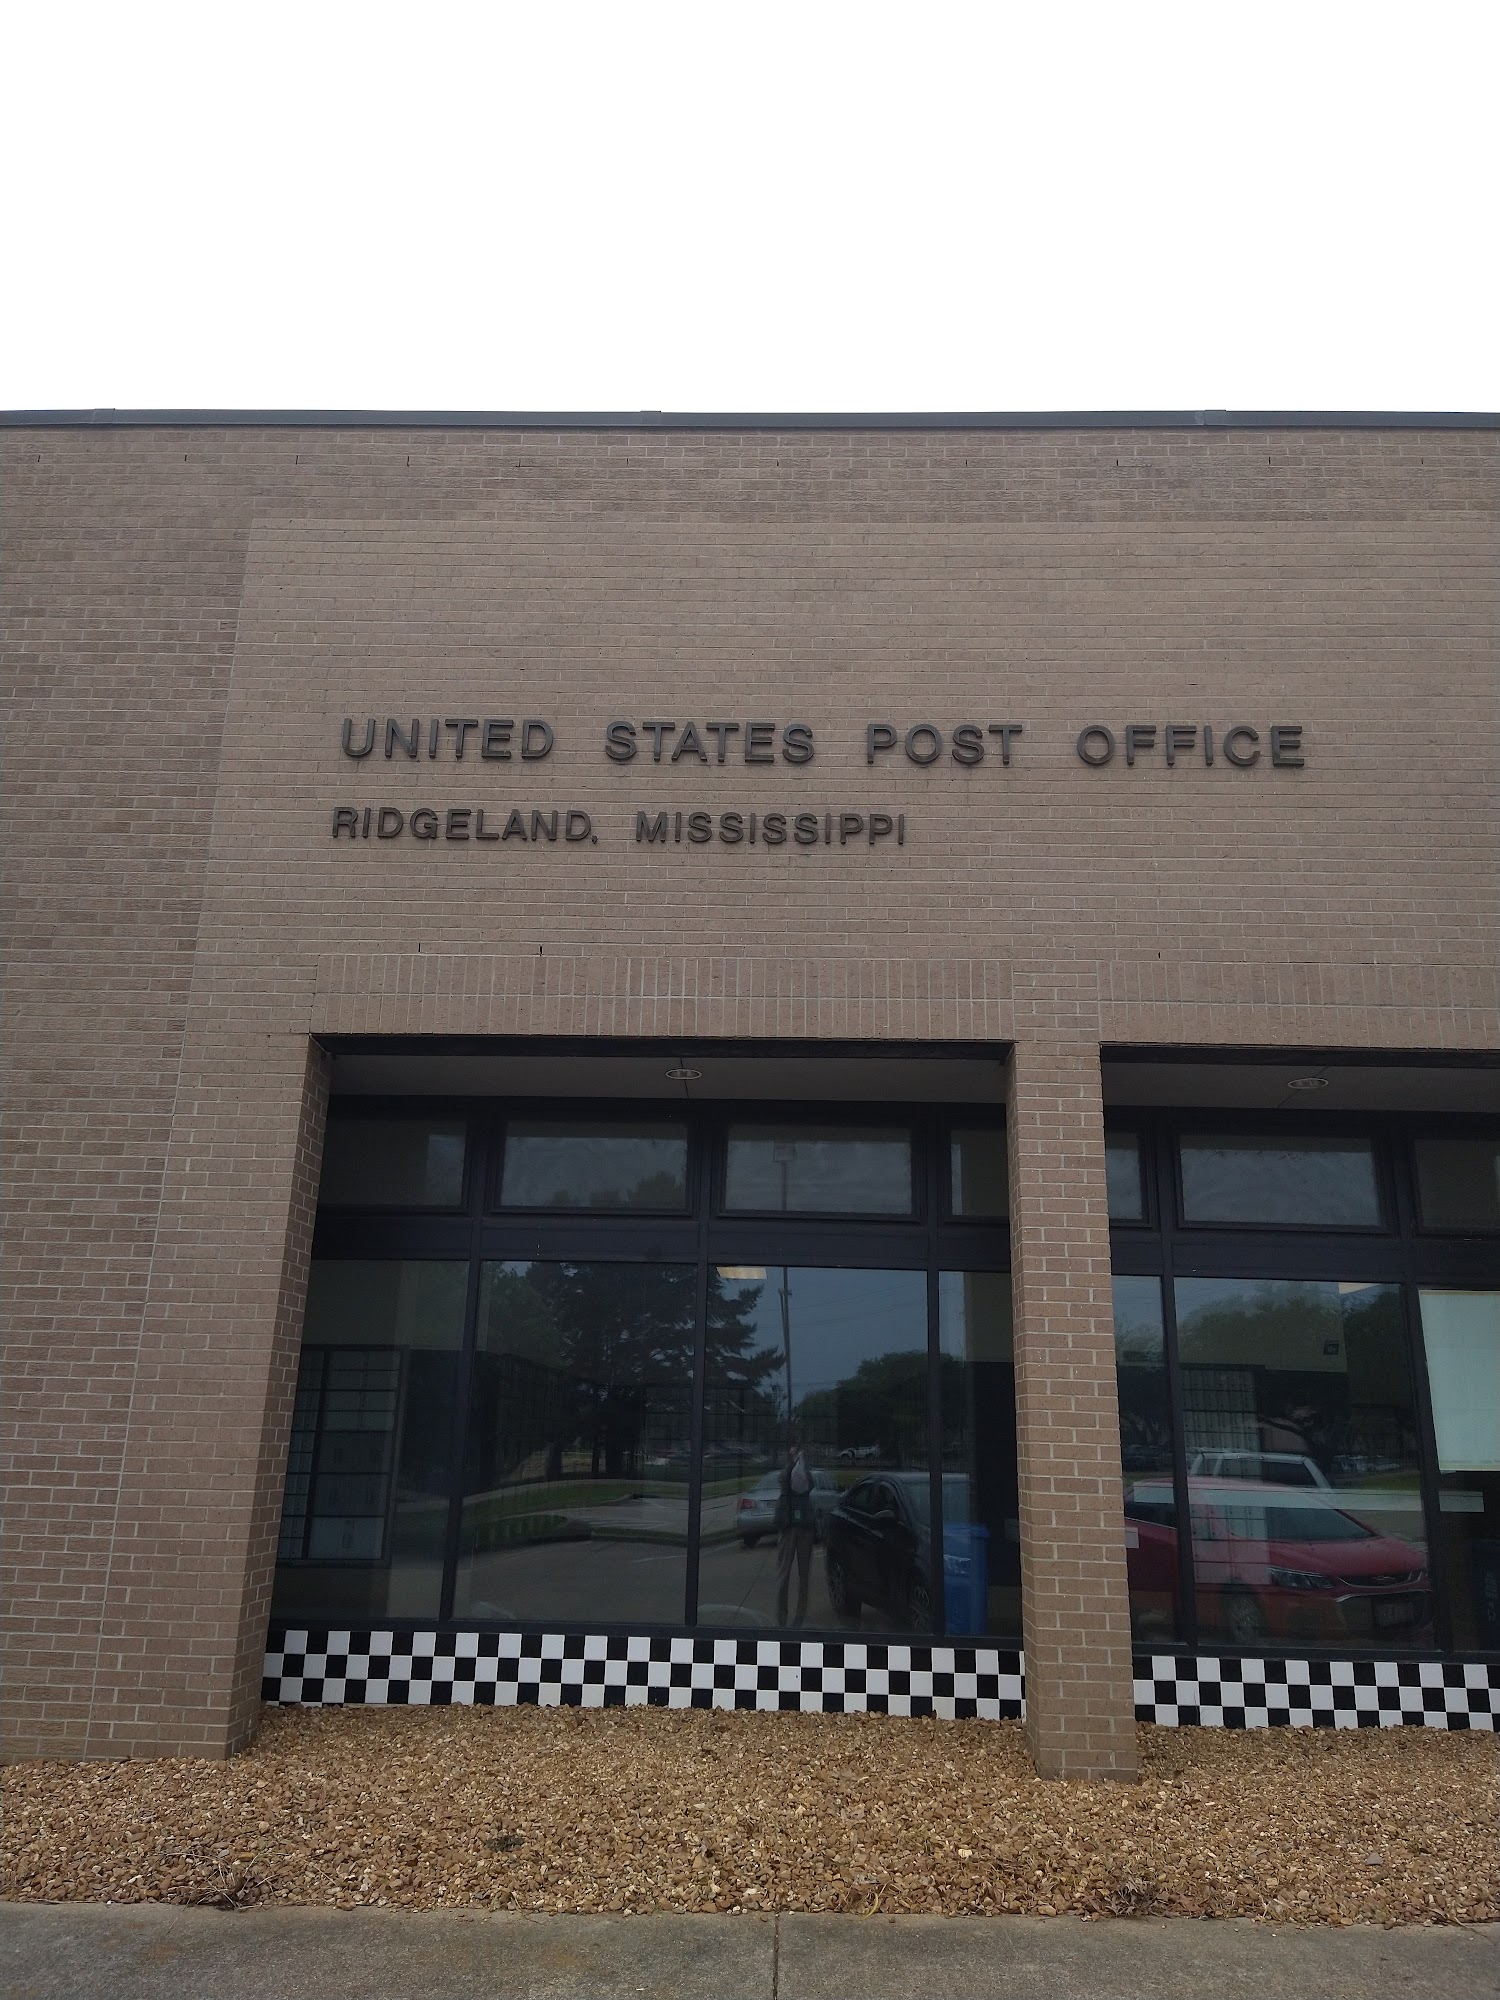 UNITED STATES POST OFFICE
RIDGELAND, MISSISSIPPI